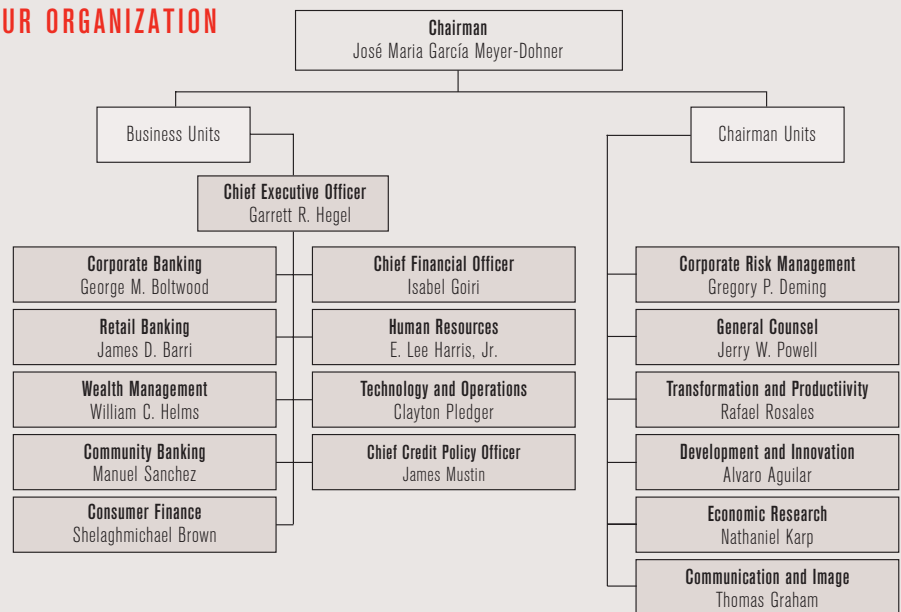 UR ORGANIZATION
Chairman
José Maria García Meyer-Dohner
Business Units
Chairman Units
Chief Executive Officer
Garrett R. Hegel
Corporate Banking
George M. Boltwood
Chief Financial Officer
Isabel Goiri
Corporate Risk Management
Gregory P. Deming
Retail Banking
James D. Barri
Human Resources
E. Lee Harris, Jr.
General Counsel
Jerry W. Powell
Wealth Management
William C. Helms
Technology and Operations
Clayton Pledger
Transformation and Productiivity
Rafael Rosales
Community Banking
Manuel Sanchez
Chief Credit Policy Officer
James Mustin
Development and Innovation
Alvaro Aguilar
Consumer Finance
Shelaghmichael Brown
Economic Research
Nathaniel Karp
Communication and Image
Thomas Graham